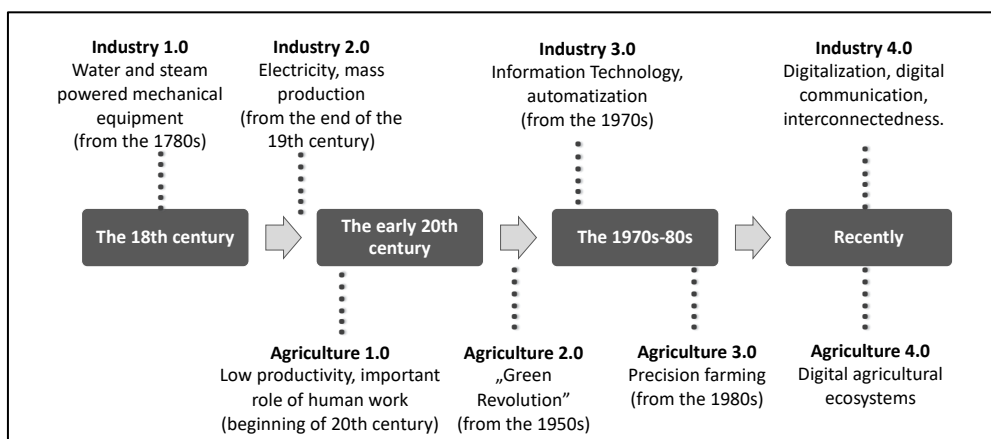 Industry 1.0
Water and steam
powered mechanical
equipment
(from the 1780s)
Industry 2.0
Electricity, mass
production
(from the end of the
19th century)
Industry 3.0
Information Technology,
automatization
(from the 1970s)
Industry 4.0
Digitalization, digital
communication,
interconnectedness.
The 18th century
The early 20th
century
The 1970s-80s
Recently
Agriculture 1.0
Low productivity, important
role of human work
(beginning of 20th century)
Agriculture 2.0
„Green
Revolution”
(from the 1950s)
Agriculture 3.0
Precision farming
(from the 1980s)
Agriculture 4.0
Digital agricultural
ecosystems